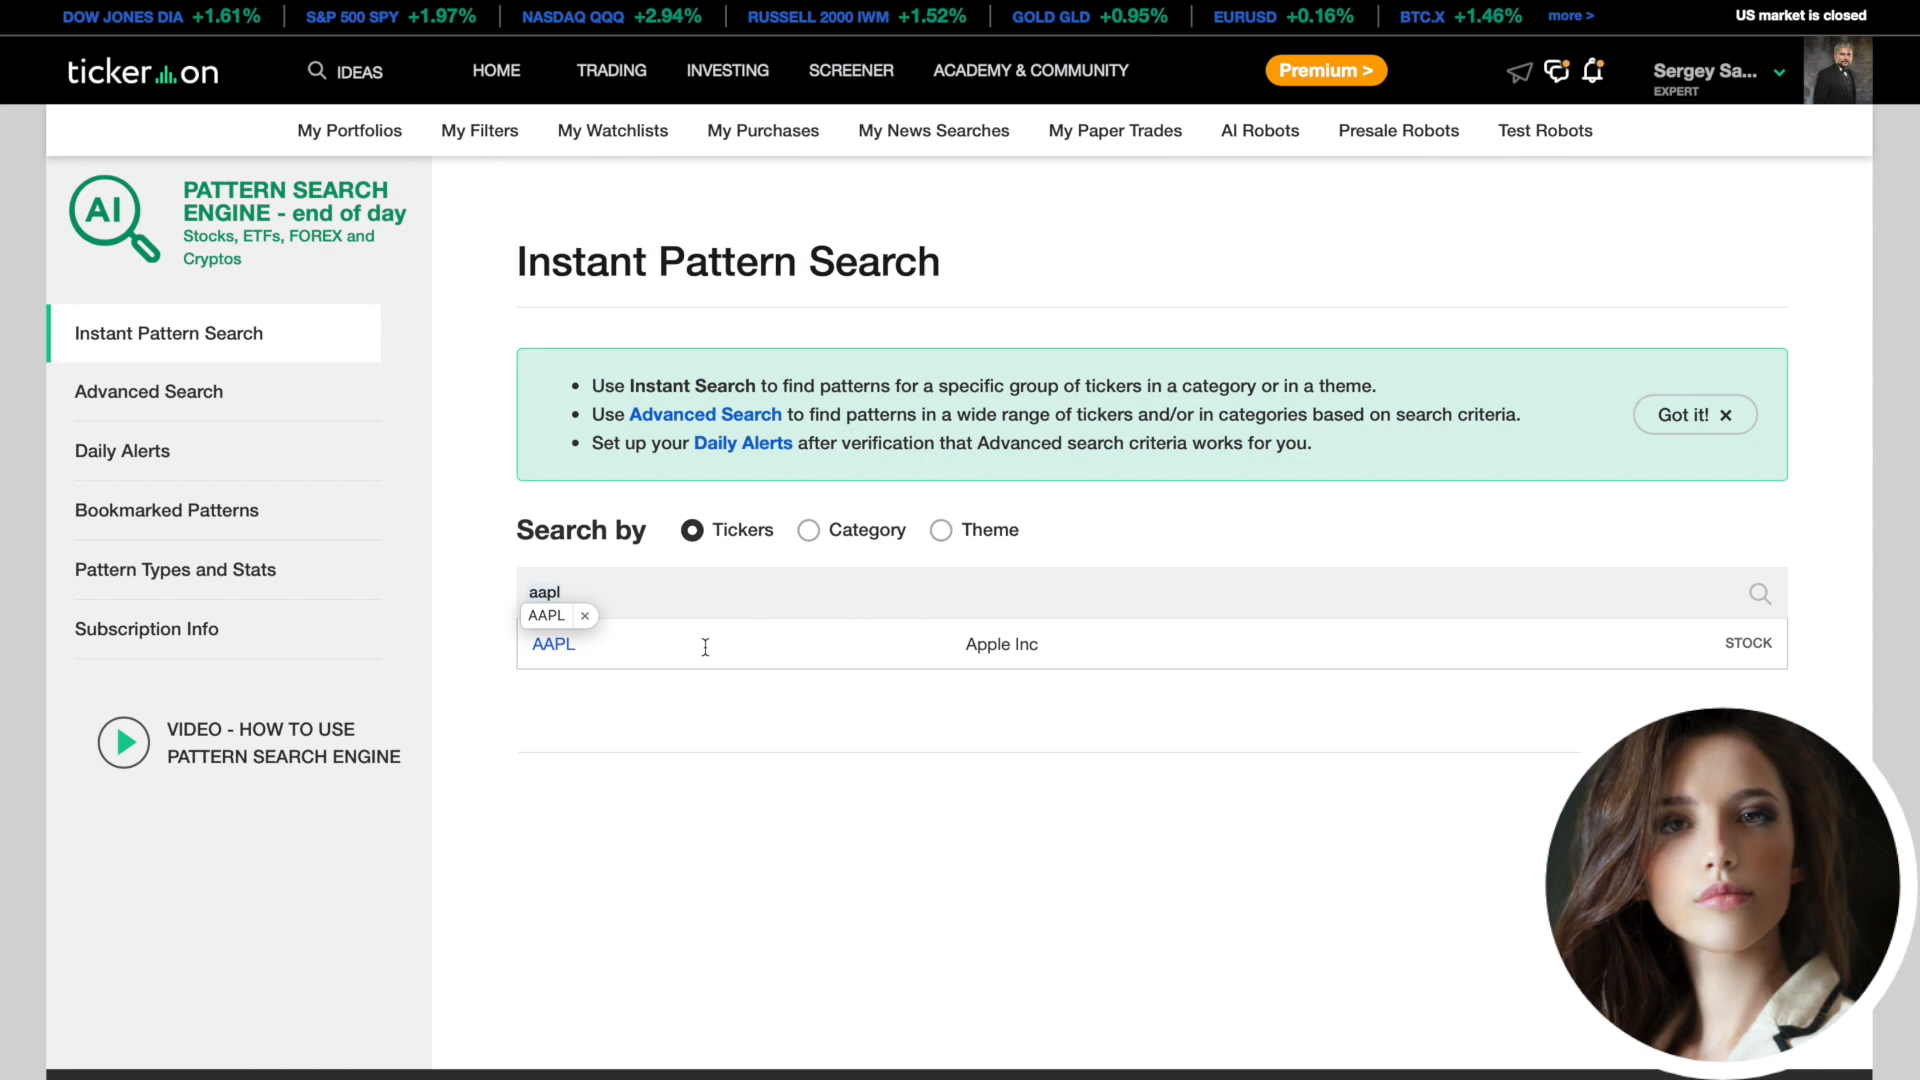 DOW JONES DIA +1.61% S&P 500 SPY +1.97% NASDAQ QQQ +2.94% RUSSELL 2000 IWM +1.52% GOLD GLD +0.95% EURUSD +0.16% BTC.X +1.46% more > US market is closed
tickeron IDEAS HOME TRADING INVESTING SCREENER ACADEMY & COMMUNITY Premium > Sergey Sa...
EXPERT
My Portfolios My Filters My Watchlists My Purchases My News Searches My Paper Trades AI Robots Presale Robots Test Robots
AI
PATTERN SEARCH
ENGINE - end of day
Stocks, ETFs, FOREX and
Cryptos
Instant Pattern Search
Advanced Search
Daily Alerts
Bookmarked Patterns
Pattern Types and Stats
Subscription Info
VIDEO - HOW TO USE
PATTERN SEARCH ENGINE
Instant Pattern Search
• Use Instant Search to find patterns for a specific group of tickers in a category or in a theme.
• Use Advanced Search to find patterns in a wide range of tickers and/or in categories based on search criteria.
• Set up your Daily Alerts after verification that Advanced search criteria works for you.
Got it! ×
Search by Tickers Category Theme
aapl
AAPL ×
AAPL Apple Inc STOCK